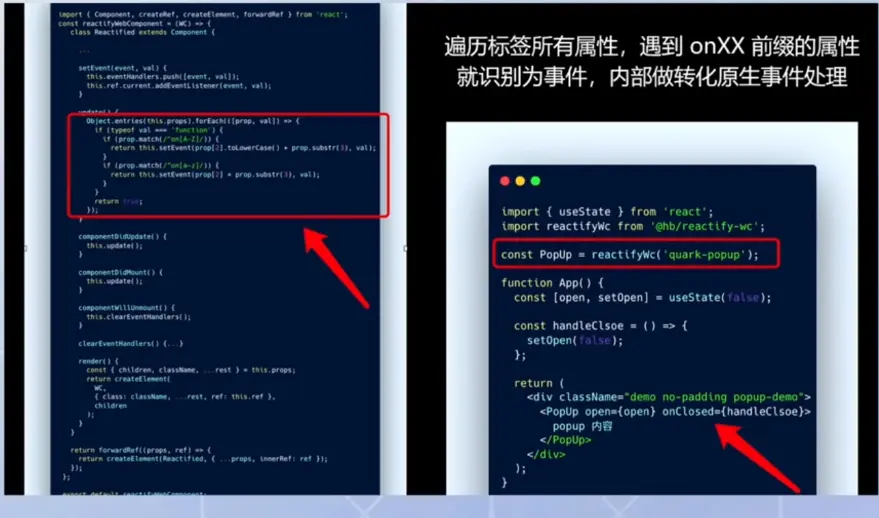 import { Component, createRef, createElement, forwardRef } from 'react';
const reactifyWebComponent = (WC) => {
class Reactified extends Component {
...
setEvent(event, val) {
this.eventHandlers.push([event, val]);
this.ref.current.addEventListener(event, val);
}
update() {
Object.entries(this.props).forEach(([prop, val]) => {
if (typeof val === 'function') {
if (prop.match(/^on[A-Z]/)) {
return this.setEvent(prop[2].toLowerCase() + prop.substr(3), val);
}
if (prop.match(/^on[a-z]/)) {
return this.setEvent(prop[2] + prop.substr(3), val);
}
}
return true;
});
}
componentDidUpdate() {
this.update();
}
componentDidMount() {
this.update();
}
componentWillUnmount() {
this.clearEventHandlers();
}
clearEventHandlers() {...}
render() {
const { children, className, ...rest } = this.props;
return createElement(
WC,
{ class: className, ...rest, ref: this.ref },
children
);
}
}
return forwardRef((props, ref) => {
return createElement(Reactified, { ...props, innerRef: ref });
});
};
export default reactifyWebComponent;
遍历标签所有属性，遇到 onXX 前缀的属性
就识别为事件，内部做转化原生事件处理
import { useState } from 'react';
import reactifyWc from '@hb/reactify-wc';
const PopUp = reactifyWc('quark-popup');
function App() {
const [open, setOpen] = useState(false);
const handleClsoe = () => {
setOpen(false);
};
return (
<div className="demo no-padding popup-demo">
<PopUp open={open} onClosed={handleClsoe}>
popup 内容
</PopUp>
</div>
);
}